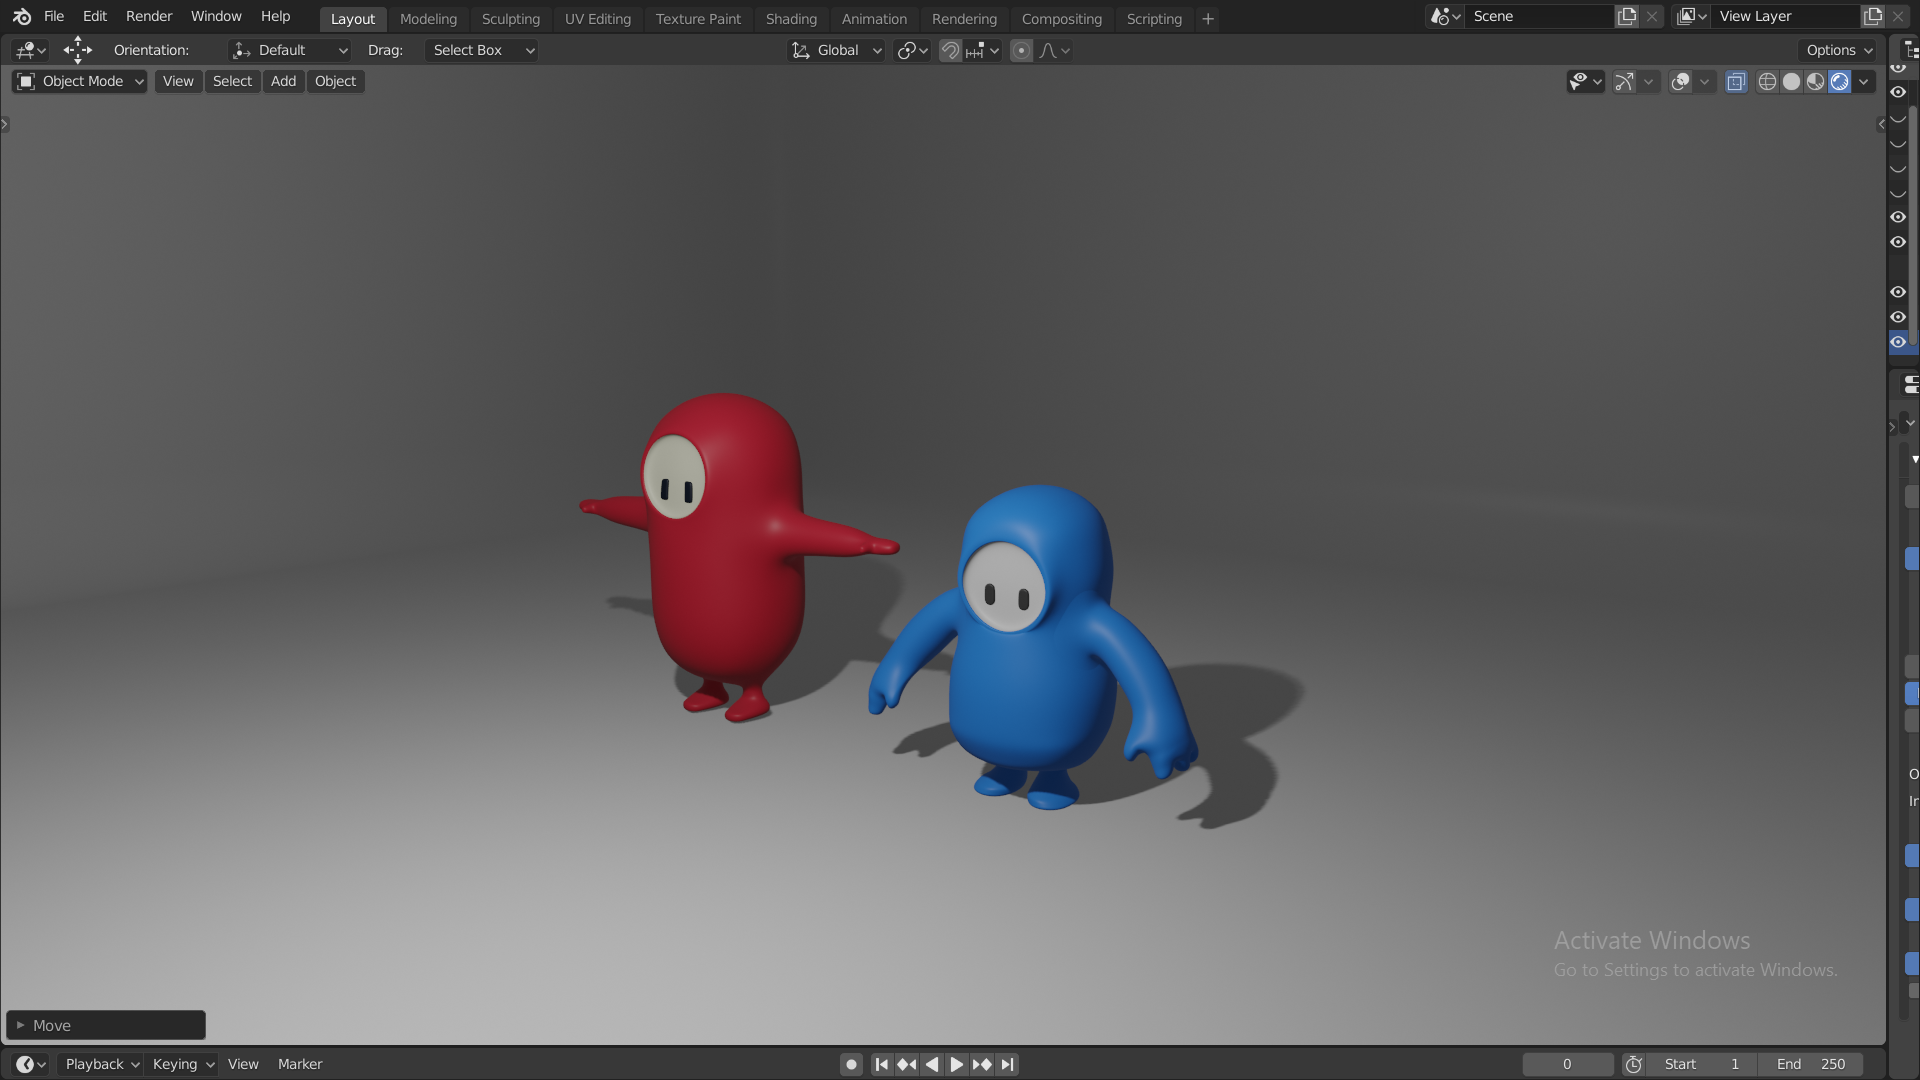 File Edit Render Window Help Layout Modeling Sculpting UV Editing Texture Paint Shading Animation Rendering Compositing Scripting + Scene View Layer
Orientation: Default Drag: Select Box Global Options
Object Mode View Select Add Object
Activate Windows
Go to Settings to activate Windows.
Move
Playback Keying View Marker 0 Start 1 End 250